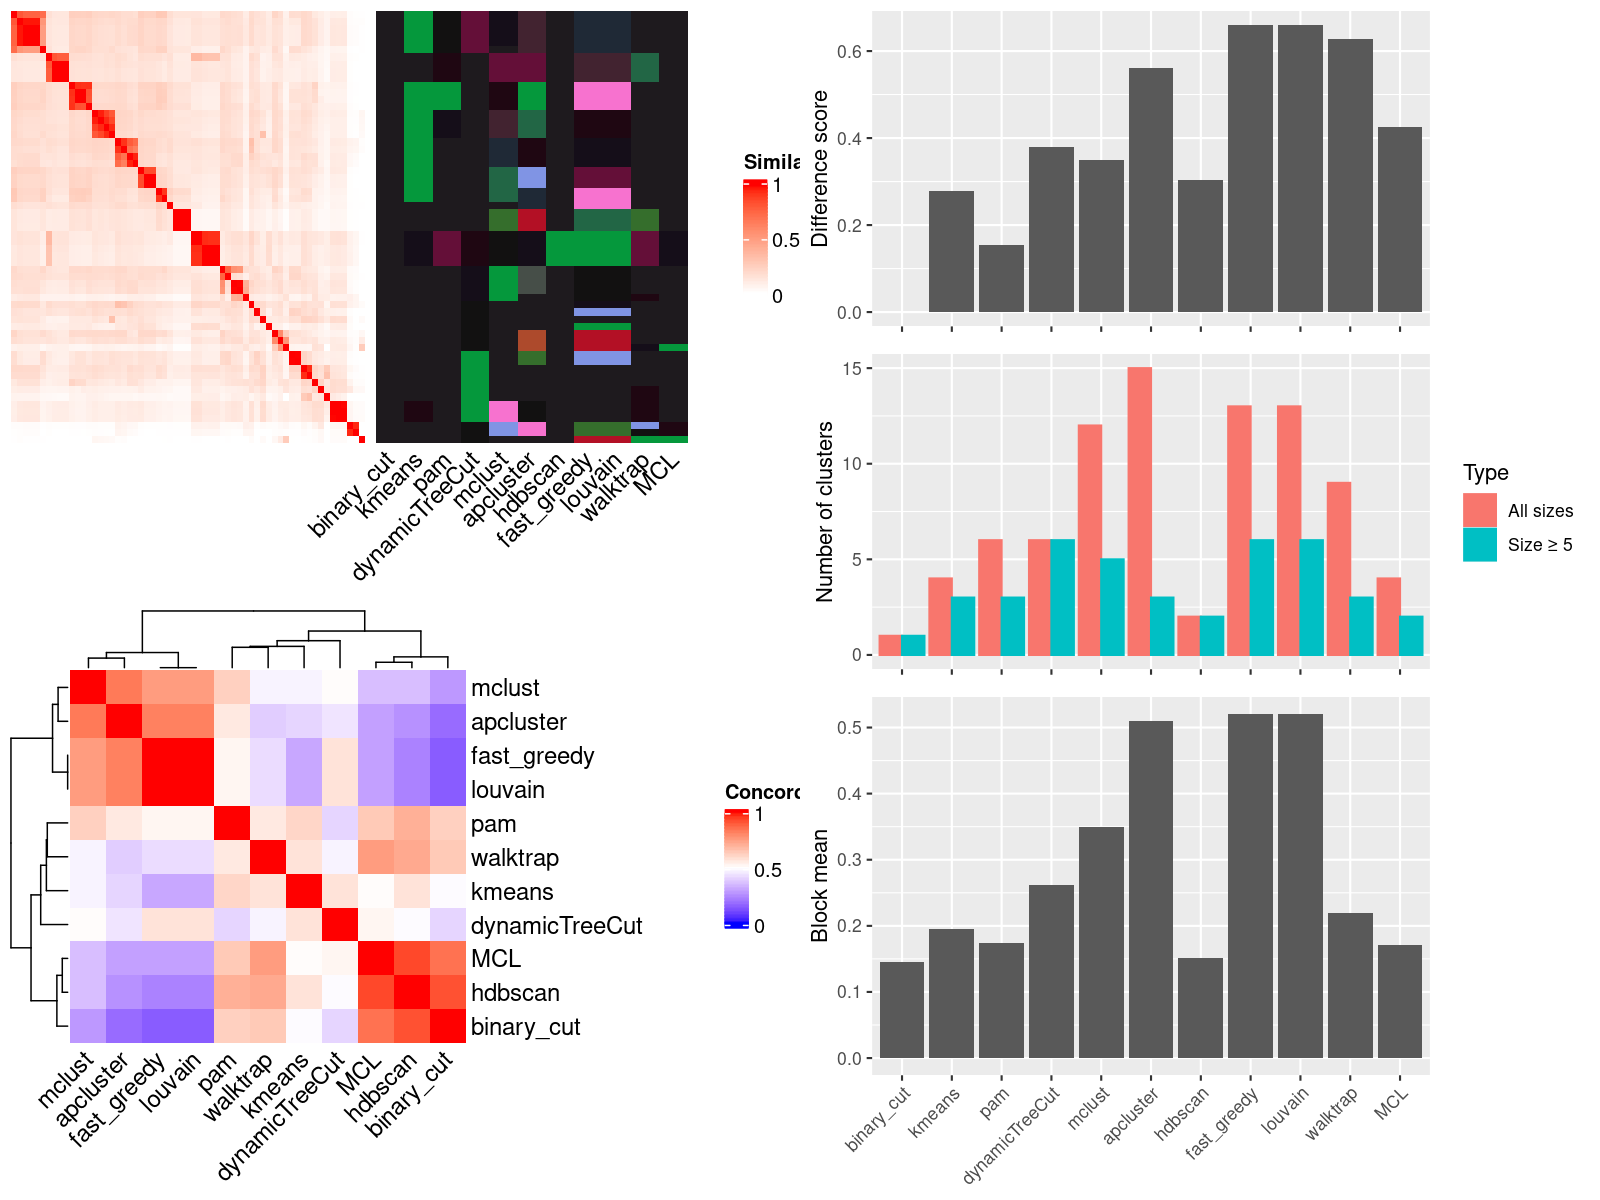 Simila
1
0.5
0
binary_cut
kmeans
pam
dynamicTreeCut
mclust
apcluster
hdbscan
fast_greedy
louvain
walktrap
MCL
mclust
apcluster
fast_greedy
louvain
pam
walktrap
kmeans
dynamicTreeCut
MCL
hdbscan
binary_cut
Concord
1
0.5
0
mclust
apcluster
fast_greedy
louvain
pam
walktrap
kmeans
dynamicTreeCut
MCL
hdbscan
binary_cut
Difference score
0.6
0.4
0.2
0.0
Number of clusters
15
10
5
0
Type
All sizes
Size ≥ 5
Block mean
0.5
0.4
0.3
0.2
0.1
0.0
binary_cut
kmeans
pam
dynamicTreeCut
mclust
apcluster
hdbscan
fast_greedy
louvain
walktrap
MCL